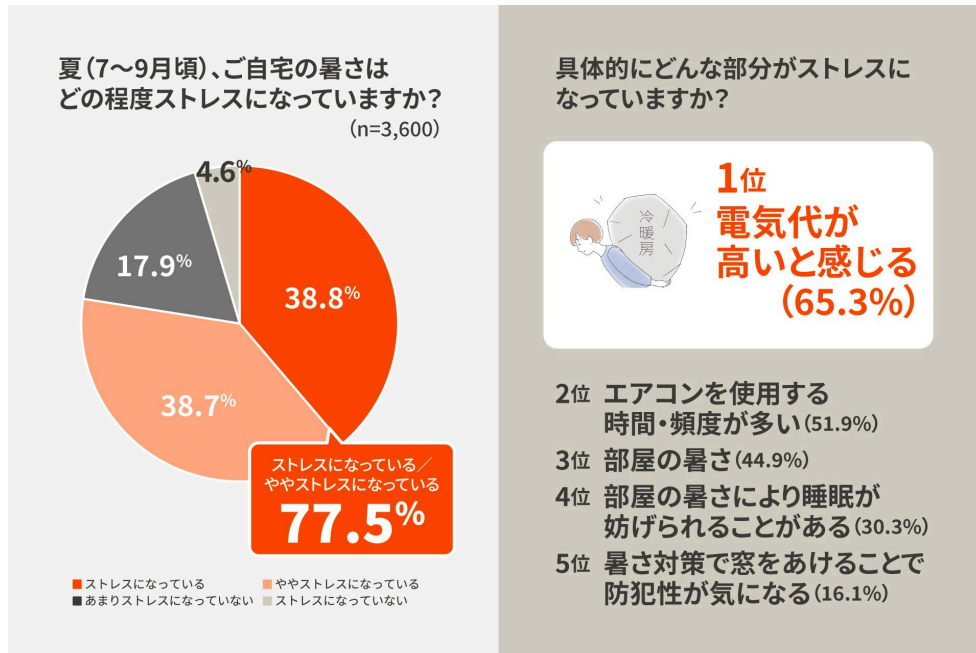 夏（7〜9月頃）、ご自宅の暑さは
どの程度ストレスになっていますか？
（n=3,600）
4.6%
17.9%
38.8%
38.7%
ストレスになっている／
ややストレスになっている
77.5%
■ストレスになっている
■ややストレスになっている
■あまりストレスになっていない
■ストレスになっていない
具体的にどんな部分がストレスに
なっていますか？
冷暖房
1位
電気代が
高いと感じる
（65.3%）
2位 エアコンを使用する
時間・頻度が多い（51.9%）
3位 部屋の暑さ（44.9%）
4位 部屋の暑さにより睡眠が
妨げられることがある（30.3%）
5位 暑さ対策で窓をあけることで
防犯性が気になる（16.1%）